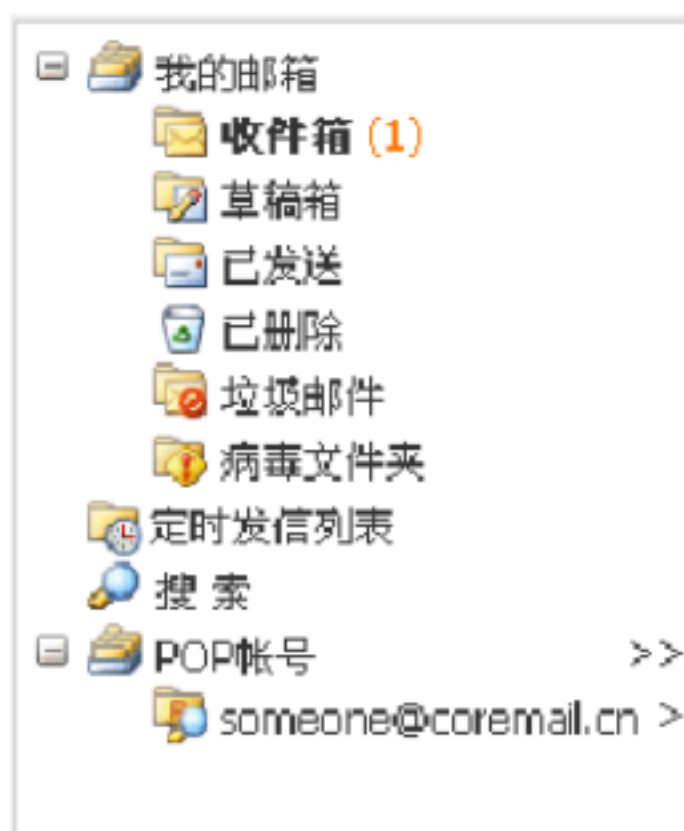 我的邮箱
收件箱 (1)
草稿箱
已发送
已删除
垃圾邮件
病毒文件夹
定时发信列表
搜 索
POP帐号 >>
someone@coremail.cn >